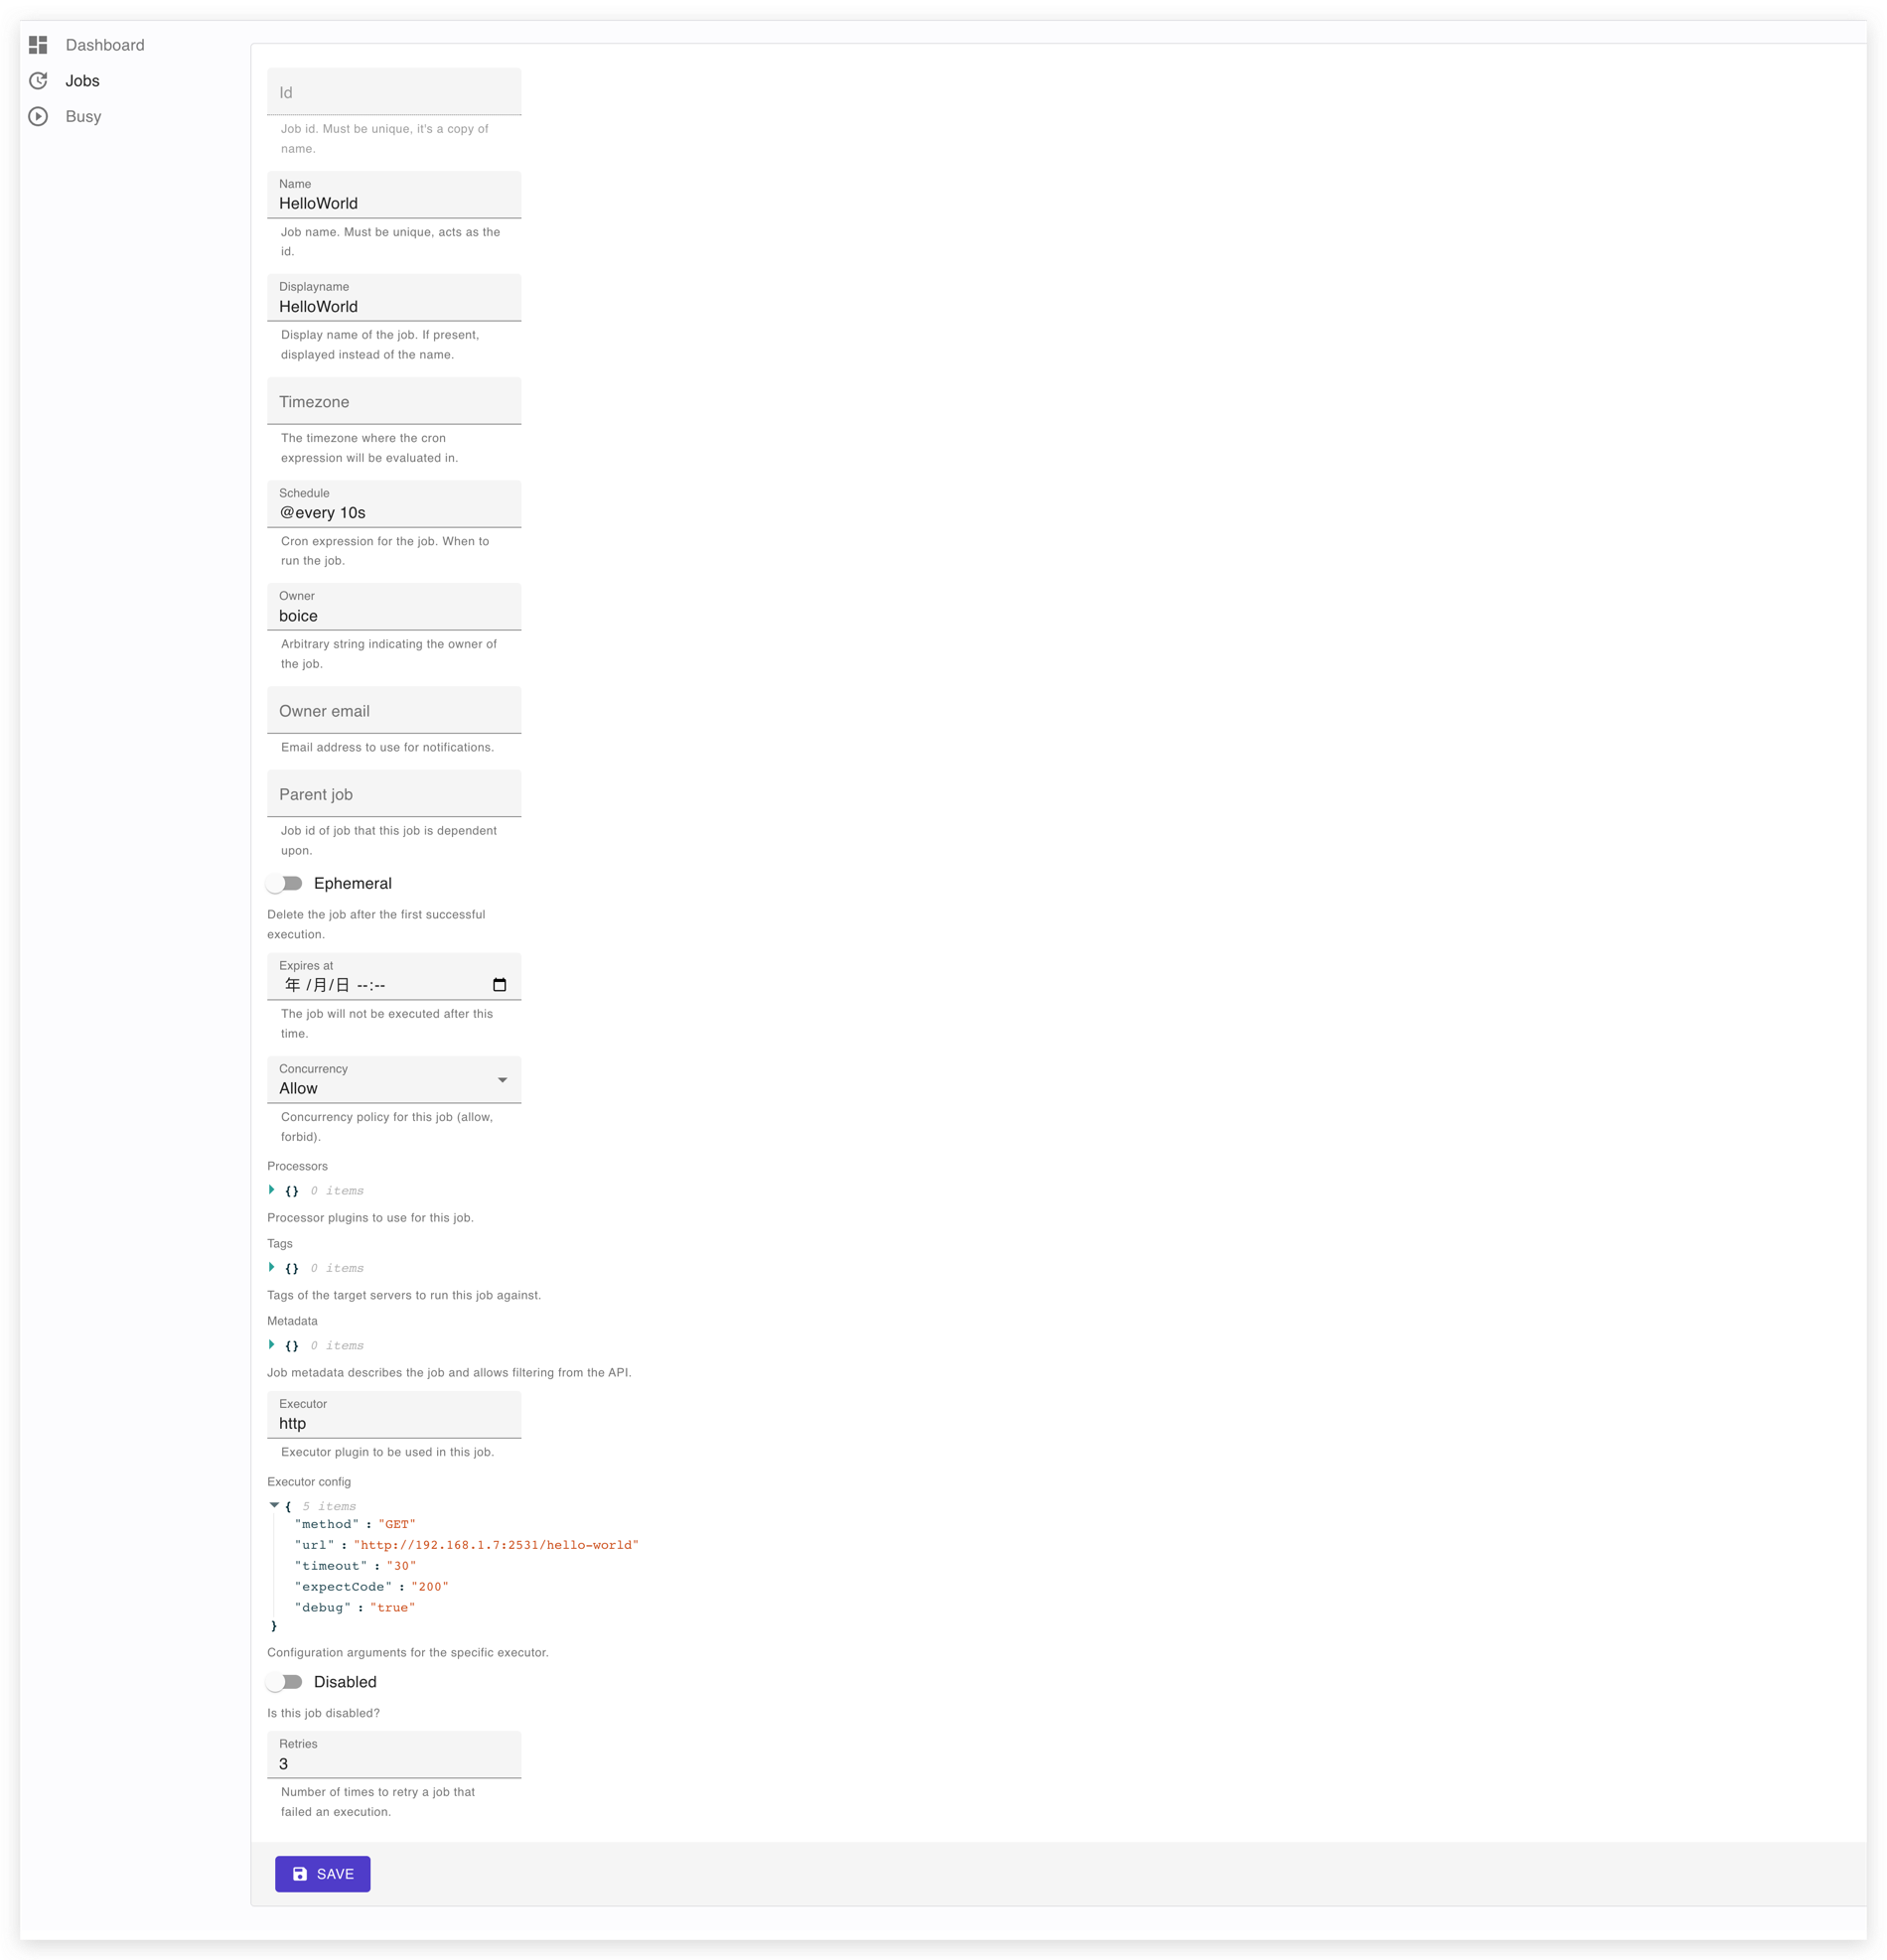 Dashboard
Jobs
Busy
Id
Job id. Must be unique, it's a copy of
name.
Name
HelloWorld
Job name. Must be unique, acts as the
id.
Displayname
HelloWorld
Display name of the job. If present,
displayed instead of the name.
Timezone
The timezone where the cron
expression will be evaluated in.
Schedule
@every 10s
Cron expression for the job. When to
run the job.
Owner
boice
Arbitrary string indicating the owner of
the job.
Owner email
Email address to use for notifications.
Parent job
Job id of job that this job is dependent
upon.
Ephemeral
Delete the job after the first successful
execution.
Expires at
年 /月/日 --:--
The job will not be executed after this
time.
Concurrency
Allow
Concurrency policy for this job (allow,
forbid).
Processors
{} 0 items
Processor plugins to use for this job.
Tags
{} 0 items
Tags of the target servers to run this job against.
Metadata
{} 0 items
Job metadata describes the job and allows filtering from the API.
Executor
http
Executor plugin to be used in this job.
Executor config
{ 5 items
"method" : "GET"
"url" : "http://192.168.1.7:2531/hello-world"
"timeout" : "30"
"expectCode" : "200"
"debug" : "true"
}
Configuration arguments for the specific executor.
Disabled
Is this job disabled?
Retries
3
Number of times to retry a job that
failed an execution.
SAVE